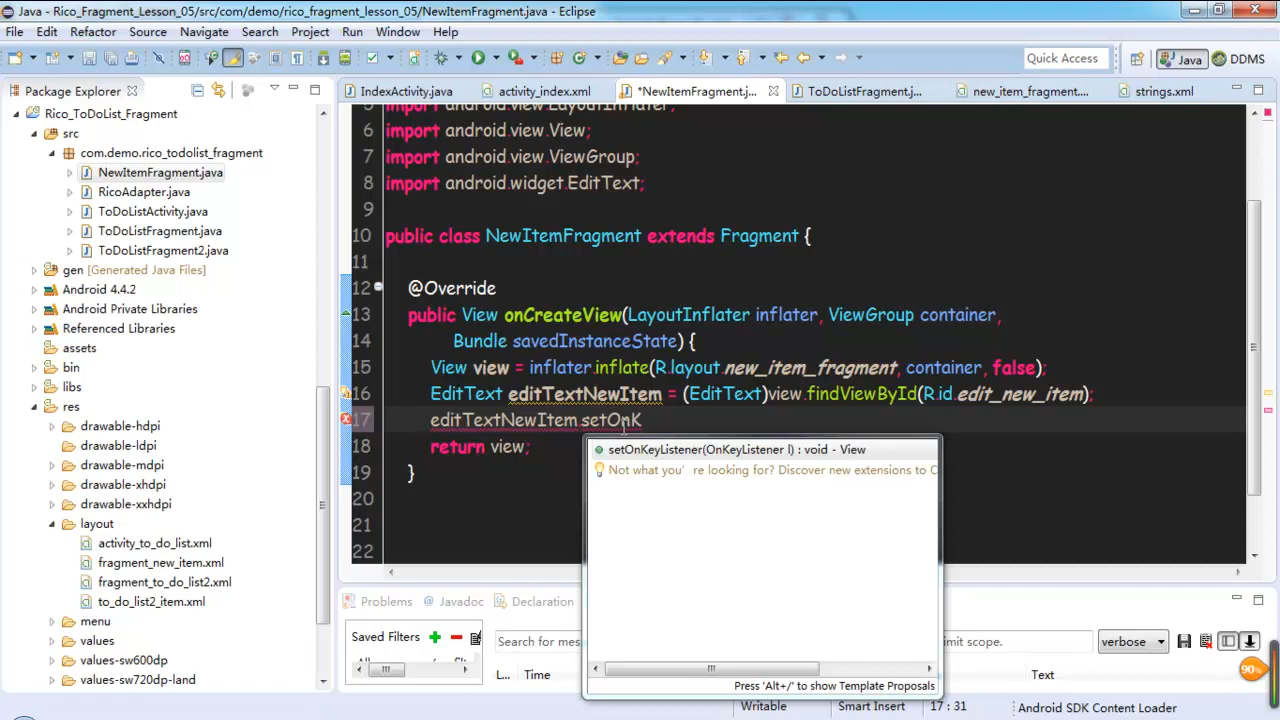 Java - Rico_Fragment_Lesson_05/src/com/demo/rico_fragment_lesson_05/NewItemFragment.java - Eclipse
File Edit Refactor Source Navigate Search Project Run Window Help
Quick Access Java DDMS
Package Explorer
IndexActivity.java activity_index.xml *NewItemFragment.j... ToDoListFragment.j... new_item_fragment.... strings.xml
Rico_ToDoList_Fragment
src
com.demo.rico_todolist_fragment
NewItemFragment.java
RicoAdapter.java
ToDoListActivity.java
ToDoListFragment.java
ToDoListFragment2.java
gen [Generated Java Files]
Android 4.4.2
Android Private Libraries
Referenced Libraries
assets
bin
libs
res
drawable-hdpi
drawable-ldpi
drawable-mdpi
drawable-xhdpi
drawable-xxhdpi
layout
activity_to_do_list.xml
fragment_new_item.xml
fragment_to_do_list2.xml
to_do_list2_item.xml
menu
values
values-sw600dp
values-sw720dp-land
5 import android.view.LayoutInflater;
6 import android.view.View;
7 import android.view.ViewGroup;
8 import android.widget.EditText;
9
10 public class NewItemFragment extends Fragment {
11
12 @Override
13 public View onCreateView(LayoutInflater inflater, ViewGroup container,
14 Bundle savedInstanceState) {
15 View view = inflater.inflate(R.layout.new_item_fragment, container, false);
16 EditText editTextNewItem = (EditText)view.findViewById(R.id.edit_new_item);
17 editTextNewItem.setOnK
18 return view;
19 }
20
21
22
setOnKeyListener(OnKeyListener l) : void - View
Not what you're looking for? Discover new extensions to
Press 'Alt+/' to show Template Proposals
Problems Javadoc Declaration
Saved Filters
Search for mes
imit scope.
verbose
L... Time
Text
Writable Smart Insert 17 : 31 Android SDK Content Loader
90%